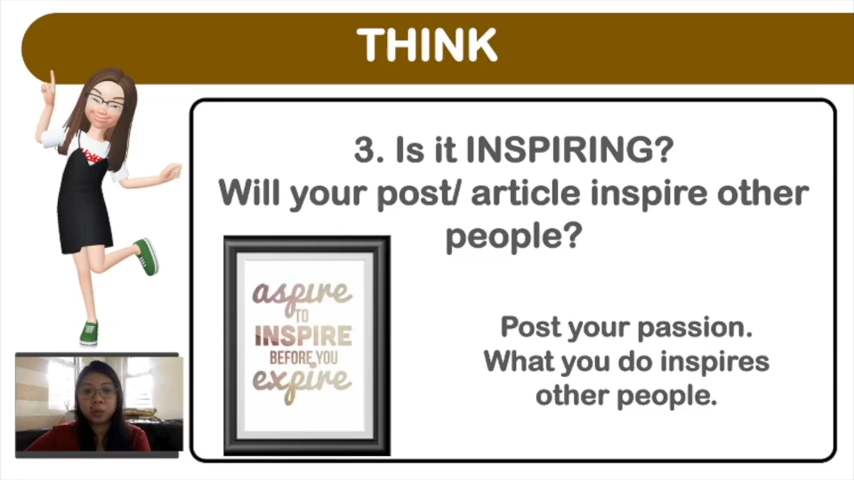 THINK
3. Is it INSPIRING?
Will your post/ article inspire other
people?
aspire
TO
INSPIRE
BEFORE YOU
expire
Post your passion.
What you do inspires
other people.